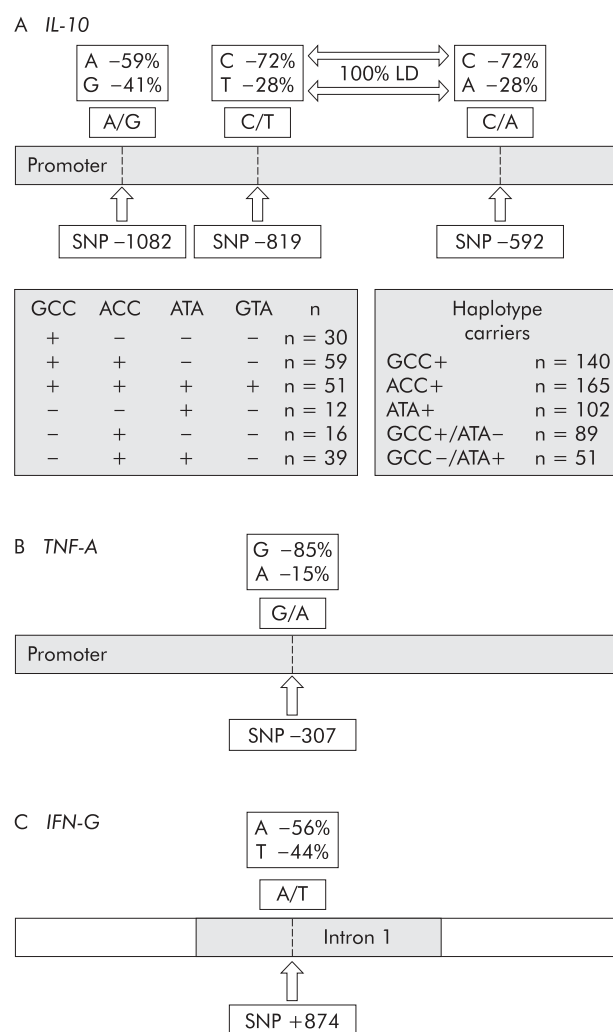 A IL-10
A –59%
G –41%
C –72%
T –28%
100% LD
C –72%
A –28%
A/G
C/T
C/A
Promoter
SNP –1082
SNP –819
SNP –592
GCC ACC ATA GTA n
+ – – – n = 30
+ + – – n = 59
+ + + + n = 51
– – + – n = 12
– + – – n = 16
– + + – n = 39
Haplotype
carriers
GCC+ n = 140
ACC+ n = 165
ATA+ n = 102
GCC+/ATA– n = 89
GCC–/ATA+ n = 51
B TNF-A
G –85%
A –15%
G/A
Promoter
SNP –307
C IFN-G
A –56%
T –44%
A/T
Intron 1
SNP +874